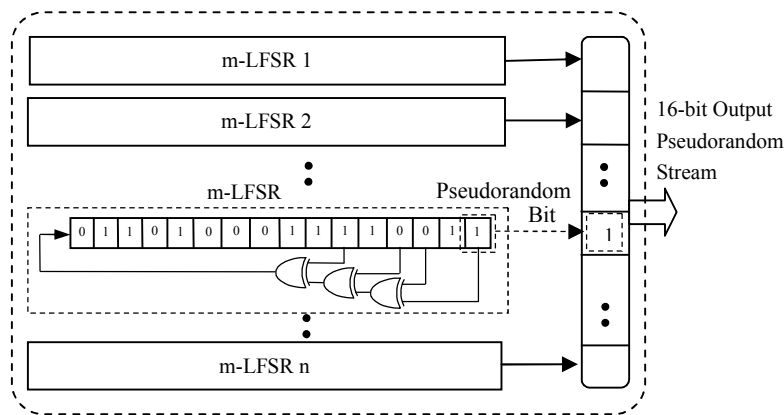 m-LFSR 1
m-LFSR 2
16-bit Output
Pseudorandom
Stream
m-LFSR
Pseudorandom
Bit
0 1 1 0 1 0 0 0 1 1 1 1 0 0 1 1
1
m-LFSR n